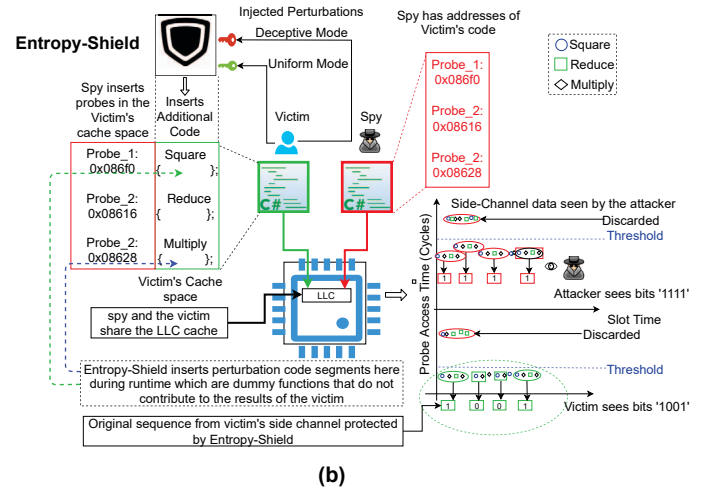 Entropy-Shield
Injected Perturbations
Deceptive Mode
Uniform Mode
Spy has addresses of
Victim's code
Square
Reduce
Multiply
Spy inserts
probes in the
Victim's
cache space
Inserts
Additional
Code
Victim
Spy
Probe_1:
0x086f0
Probe_2:
0x08616
Probe_2:
0x08628
Probe_1:
0x086f0
Probe_2:
0x08616
Probe_2:
0x08628
Square
{ };
Reduce
{ };
Multiply
{ };
C#
C#
Victim's Cache
space
LLC
spy and the victim
share the LLC cache
Entropy-Shield inserts perturbation code segments here
during runtime which are dummy functions that do not
contribute to the results of the victim
Original sequence from victim's side channel protected
by Entropy-Shield
Probe Access Time (Cycles)
Side-Channel data seen by the attacker
Discarded
Threshold
1 1 1 1
Attacker sees bits '1111'
Slot Time
Discarded
Threshold
1 0 0 1
Victim sees bits '1001'
(b)